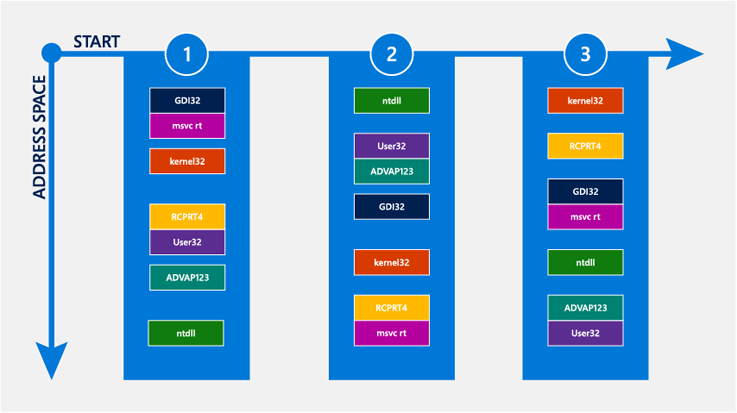 START
ADDRESS SPACE
1
GDI32
msvc rt
kernel32
RCPRT4
User32
ADVAP123
ntdll
2
ntdll
User32
ADVAP123
GDI32
kernel32
RCPRT4
msvc rt
3
kernel32
RCPRT4
GDI32
msvc rt
ntdll
ADVAP123
User32